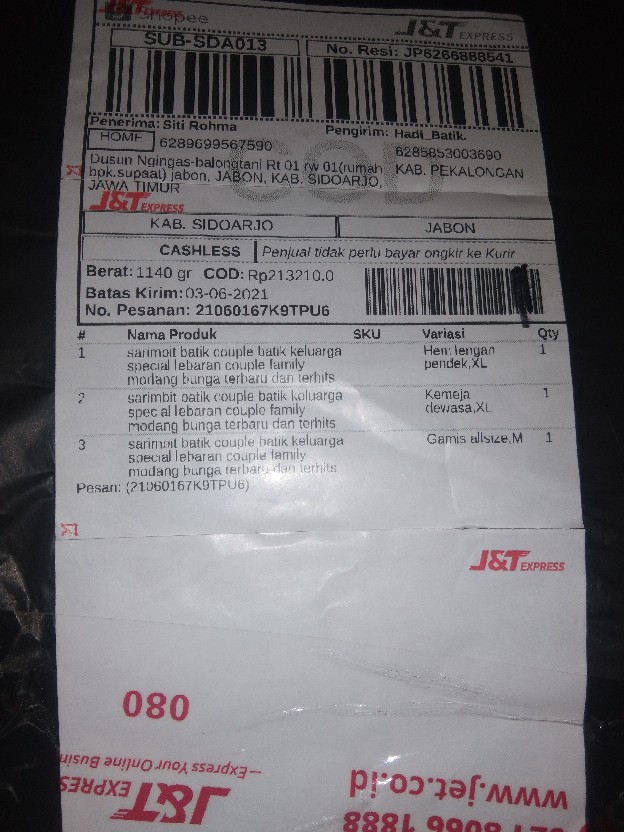 Shopee
J&T EXPRESS
SUB-SDA013
No. Resi: JP6266888541
Penerima: Siti Rohma
Pengirim: Hadi_Batik.
HOME
6289699567590
6285853003690
Dusun Ngingas-balongtani Rt 01 rw 01(rumah
bpk.supaat) jabon, JABON, KAB. SIDOARJO,
JAWA TIMUR
KAB. PEKALONGAN
COD
J&T EXPRESS
KAB. SIDOARJO
JABON
CASHLESS
Penjual tidak perlu bayar ongkir ke Kurir
Berat: 1140 gr COD: Rp213210.0
Batas Kirim: 03-06-2021
No. Pesanan: 21060167K9TPU6
# Nama Produk SKU Variasi Qty
1 sarimbit batik couple batik keluarga Hem lengan 1
special lebaran couple family pendek,XL
modang bunga terbaru dan terhits
2 sarimbit batik couple batik keluarga Kemeja 1
special lebaran couple family dewasa,XL
modang bunga terbaru dan terhits
3 sarimbit batik couple batik keluarga Gamis allsize,M 1
special lebaran couple family
modang bunga terbaru dan terhits
Pesan: (21060167K9TPU6)
J&T EXPRESS
080
—Express Your Online Busin
J&T EXPRESS
www.jet.co.id
8066 1888